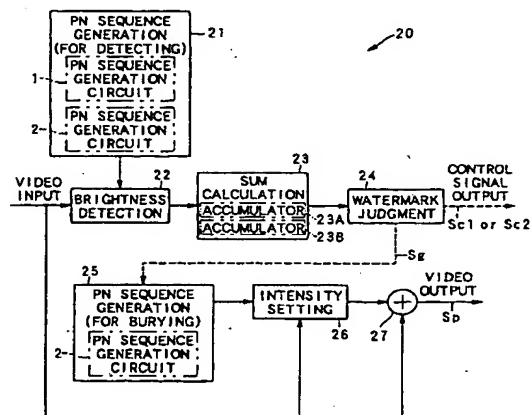 PN SEQUENCE
GENERATION
(FOR DETECTING)
21
20
1
PN SEQUENCE
GENERATION
CIRCUIT
2
PN SEQUENCE
GENERATION
CIRCUIT
VIDEO
INPUT
22
BRIGHTNESS
DETECTION
23
SUM
CALCULATION
ACCUMULATOR
23A
ACCUMULATOR
23B
24
WATERMARK
JUDGMENT
CONTROL
SIGNAL OUTPUT
Sc1 or Sc2
Sg
25
PN SEQUENCE
GENERATION
(FOR BURYING)
2
PN SEQUENCE
GENERATION
CIRCUIT
INTENSITY
SETTING
26
27
+
VIDEO
OUTPUT
Sp